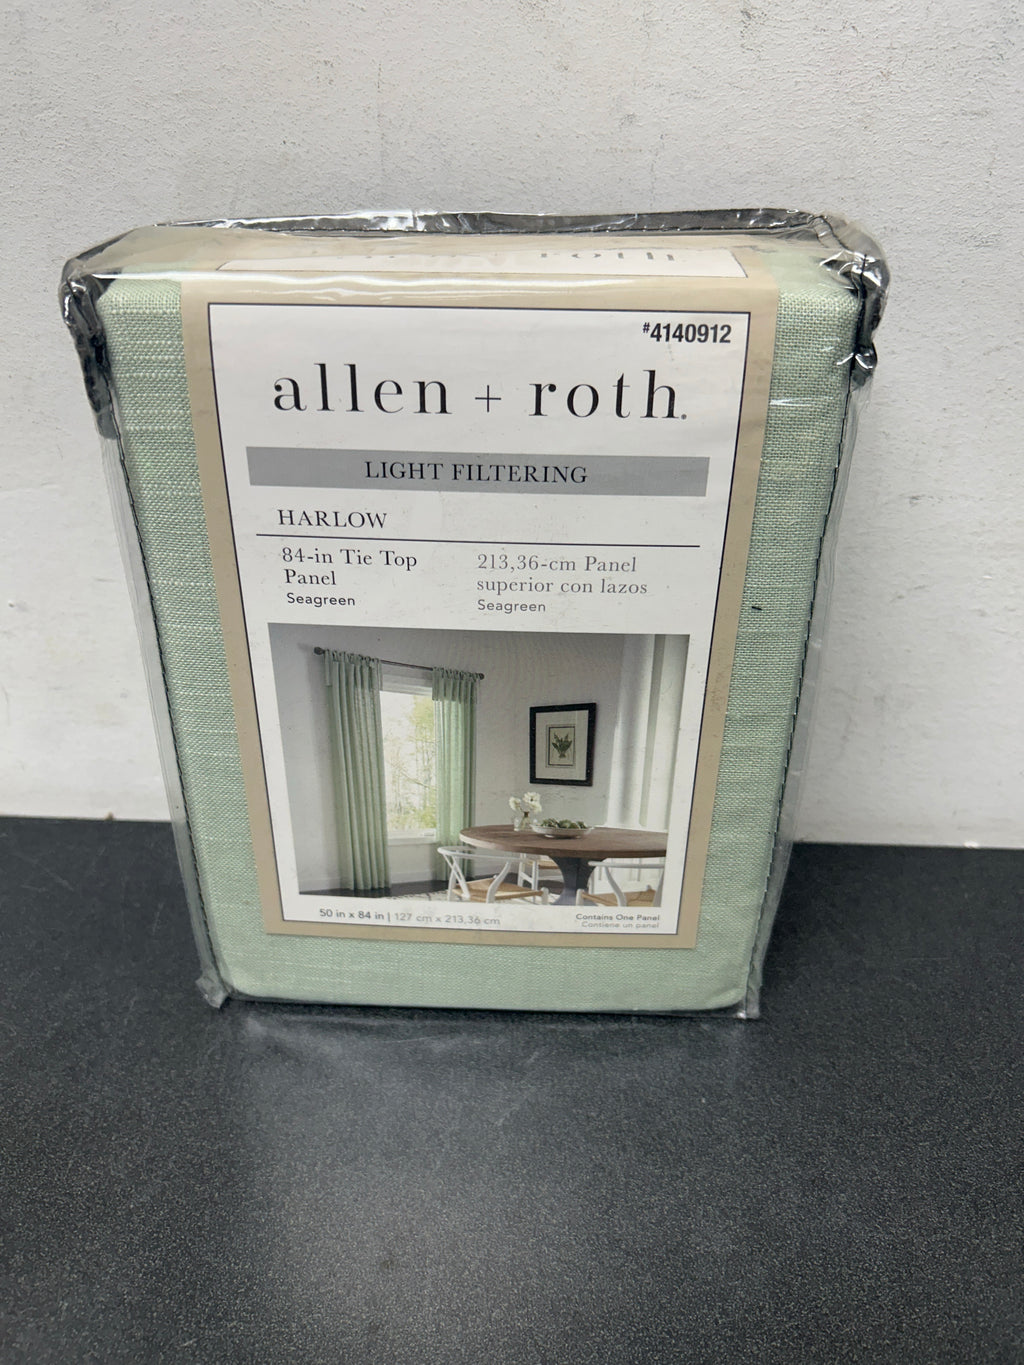 roth
#4140912
allen + roth.
LIGHT FILTERING
HARLOW
84-in Tie Top
Panel
Seagreen
213,36-cm Panel
superior con lazos
Seagreen
50 in x 84 in | 127 cm x 213,36 cm
Contains One Panel
Contiene un panel